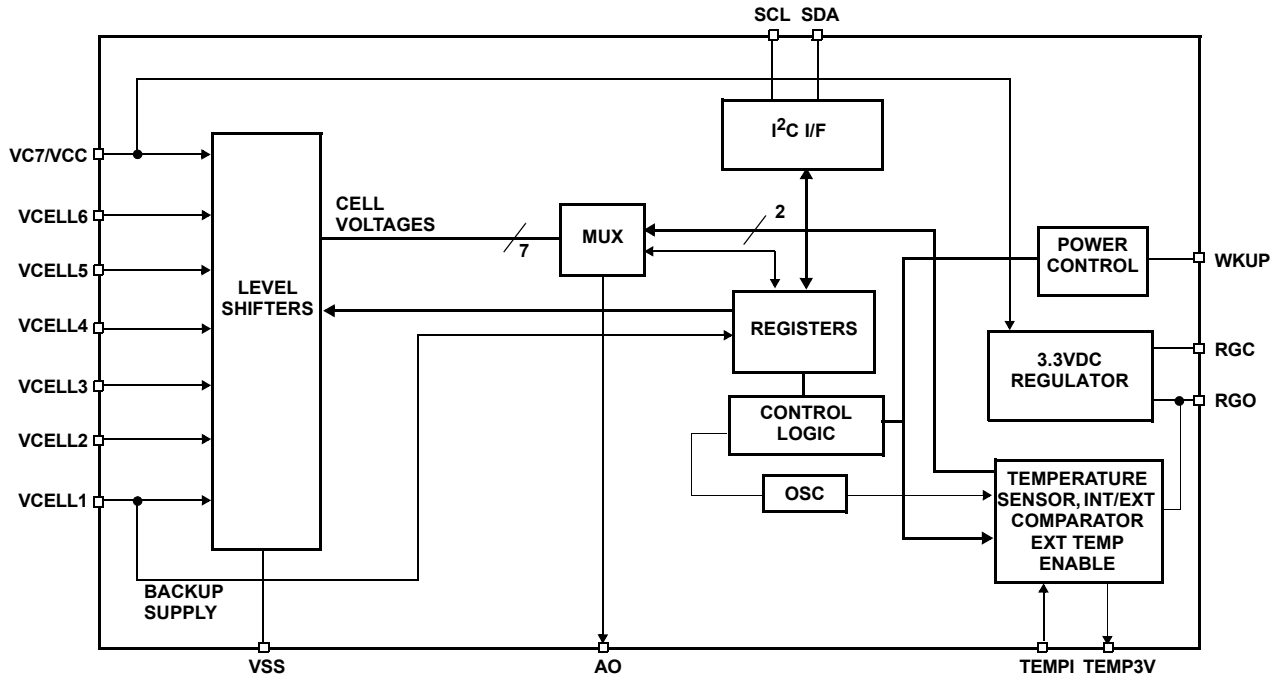 SCL SDA
I²C I/F
VC7/VCC
VCELL6
VCELL5
VCELL4
VCELL3
VCELL2
VCELL1
LEVEL
SHIFTERS
CELL
VOLTAGES
7
MUX
2
REGISTERS
CONTROL
LOGIC
OSC
POWER
CONTROL
WKUP
3.3VDC
REGULATOR
RGC
RGO
TEMPERATURE
SENSOR, INT/EXT
COMPARATOR
EXT TEMP
ENABLE
BACKUP
SUPPLY
VSS
AO
TEMPI TEMP3V